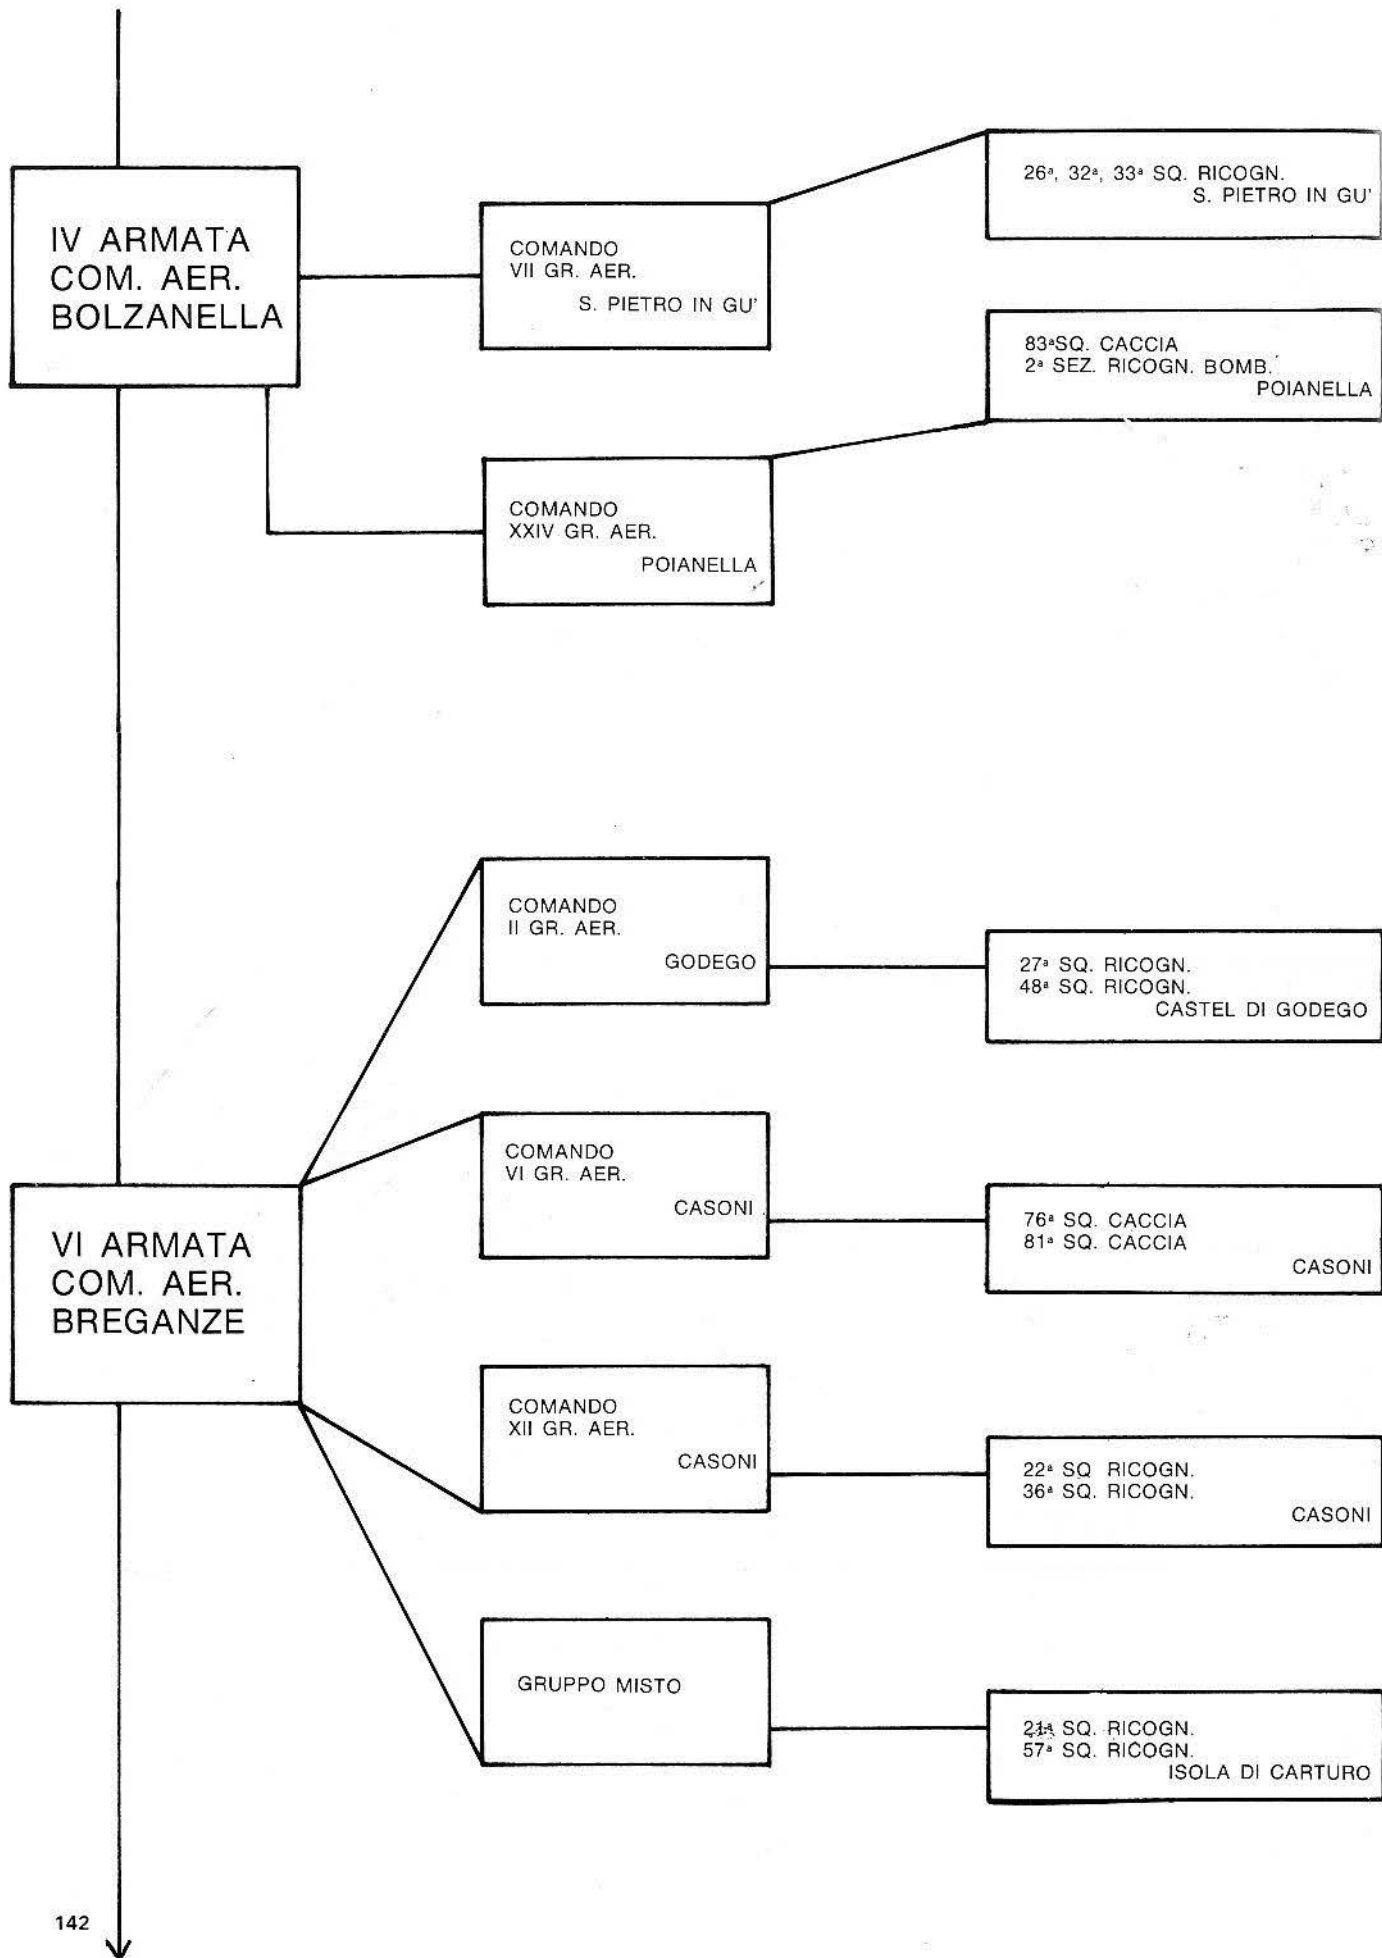 IV ARMATA
COM. AER.
BOLZANELLA
COMANDO
VII GR. AER.
S. PIETRO IN GU'
26ª, 32ª, 33ª SQ. RICOGN.
S. PIETRO IN GU'
COMANDO
XXIV GR. AER.
POIANELLA
83ªSQ. CACCIA
2ª SEZ. RICOGN. BOMB.
POIANELLA
VI ARMATA
COM. AER.
BREGANZE
COMANDO
II GR. AER.
GODEGO
27ª SQ. RICOGN.
48ª SQ. RICOGN.
CASTEL DI GODEGO
COMANDO
VI GR. AER.
CASONI
76ª SQ. CACCIA
81ª SQ. CACCIA
CASONI
COMANDO
XII GR. AER.
CASONI
22ª SQ RICOGN.
36ª SQ. RICOGN.
CASONI
GRUPPO MISTO
21ª SQ. RICOGN.
57ª SQ. RICOGN.
ISOLA DI CARTURO
142